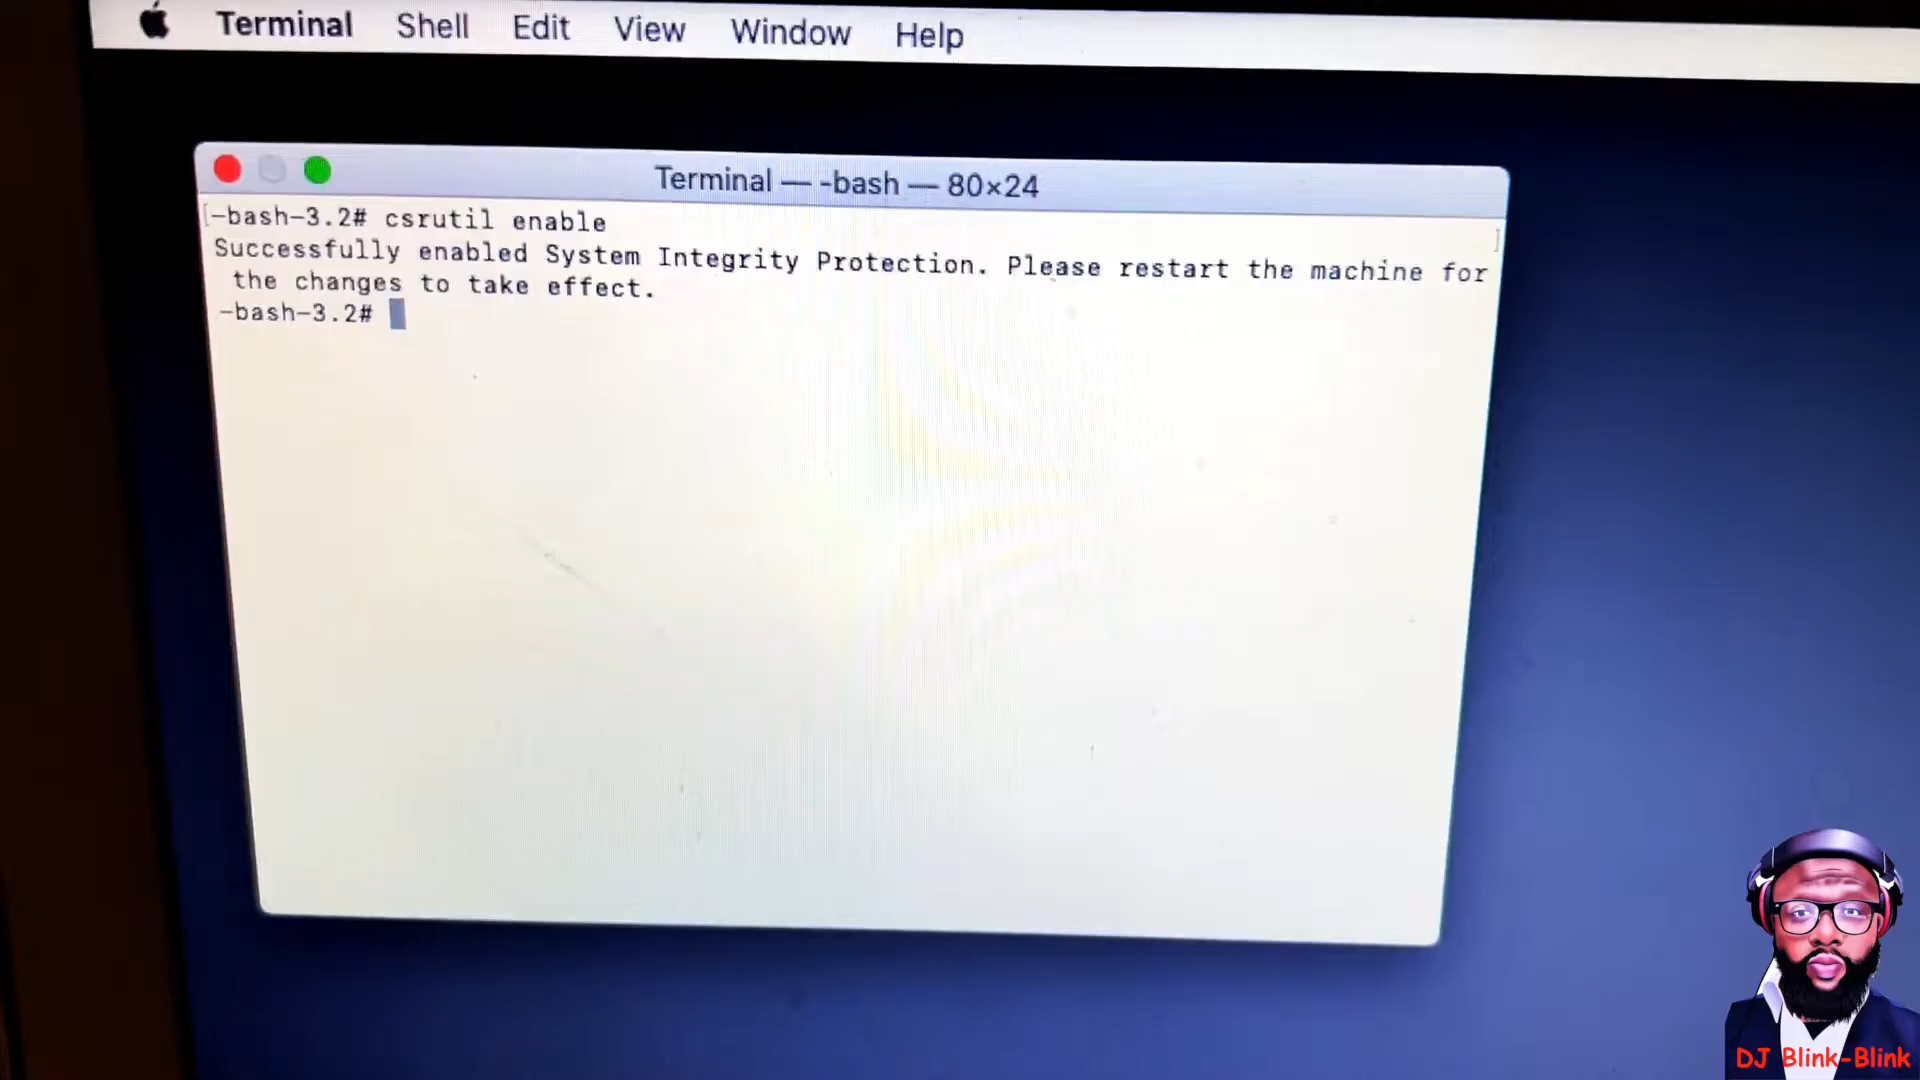 Terminal Shell Edit View Window Help
Terminal — -bash — 80×24
[-bash-3.2# csrutil enable ]
Successfully enabled System Integrity Protection. Please restart the machine for
the changes to take effect.
-bash-3.2#
DJ Blink-Blink